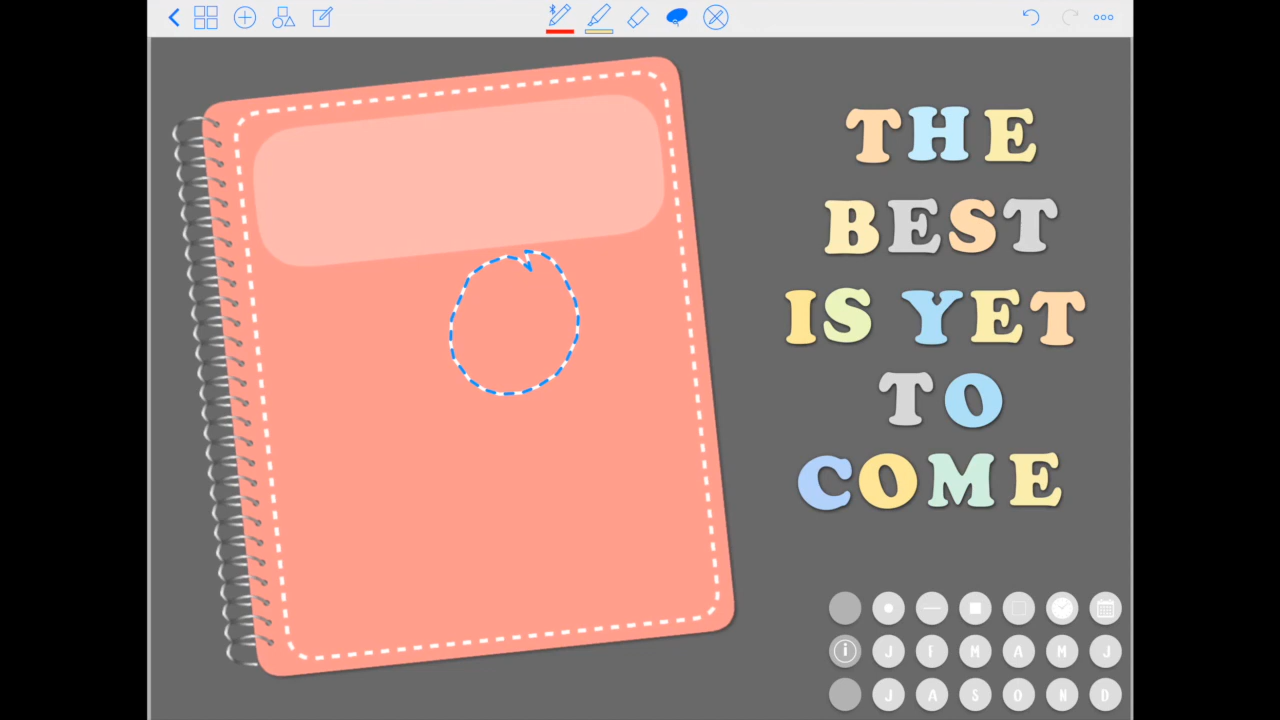 THE
BEST
IS YET
TO
COME
i J F M A M J
J A S O N D